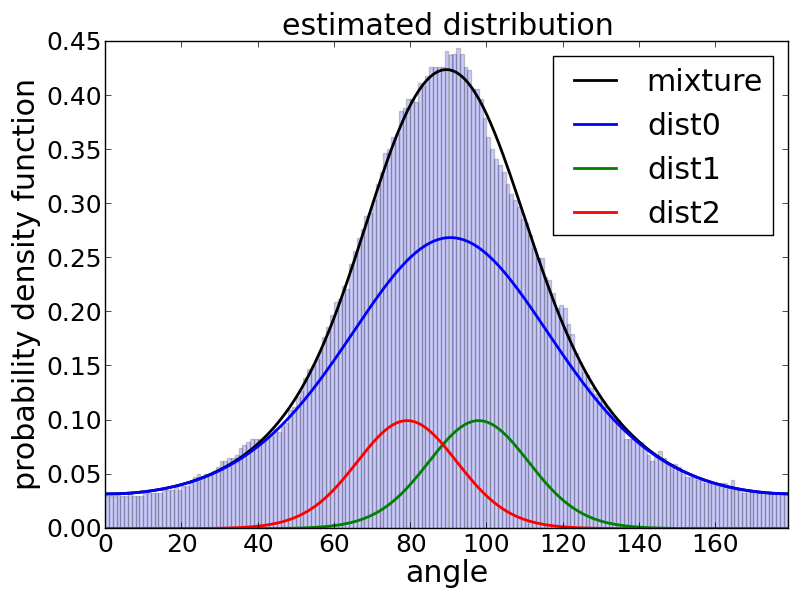 estimated distribution
0.45
0.40
0.35
0.30
0.25
0.20
0.15
0.10
0.05
0.00
probability density function
mixture
dist0
dist1
dist2
0 20 40 60 80 100 120 140 160
angle